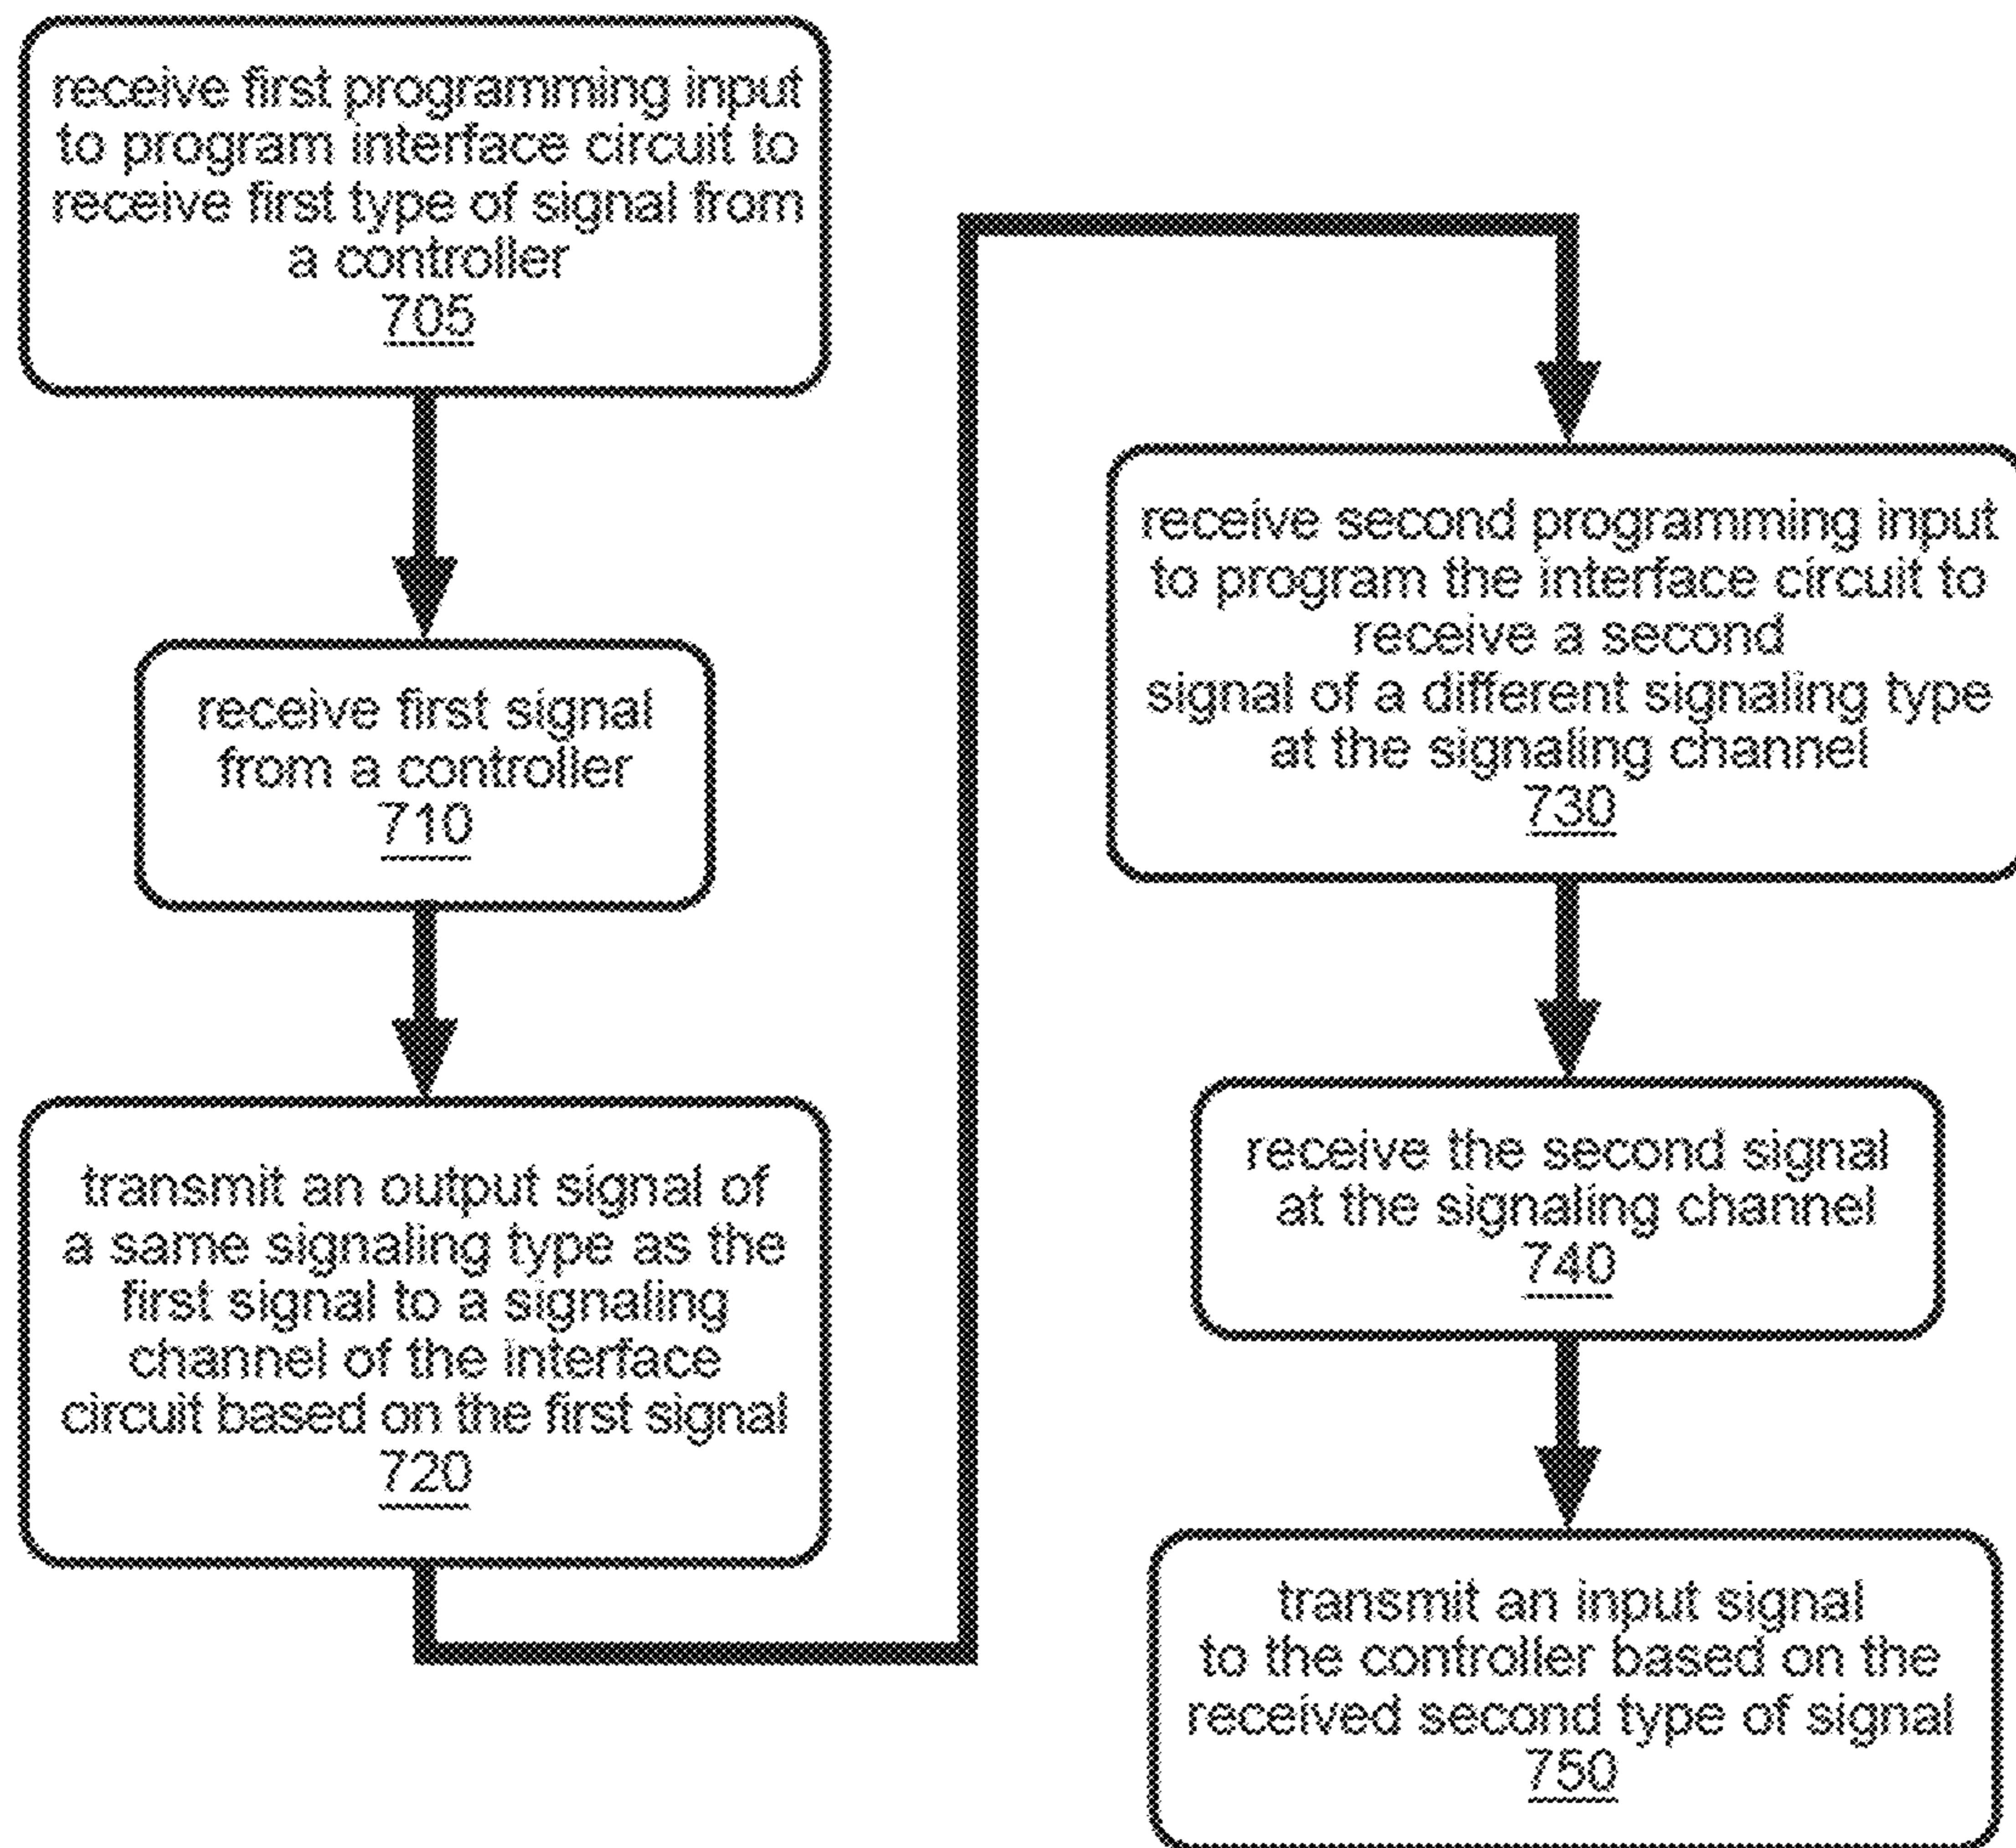 receive first programming input
to program interface circuit to
receive first type of signal from
a controller
705
receive first signal
from a controller
710
transmit an output signal of
a same signaling type as the
first signal to a signaling
channel of the interface
circuit based on the first signal
720
receive second programming input
to program the interface circuit to
receive a second
signal of a different signaling type
at the signaling channel
730
receive the second signal
at the signaling channel
740
transmit an input signal
to the controller based on the
received second type of signal
750